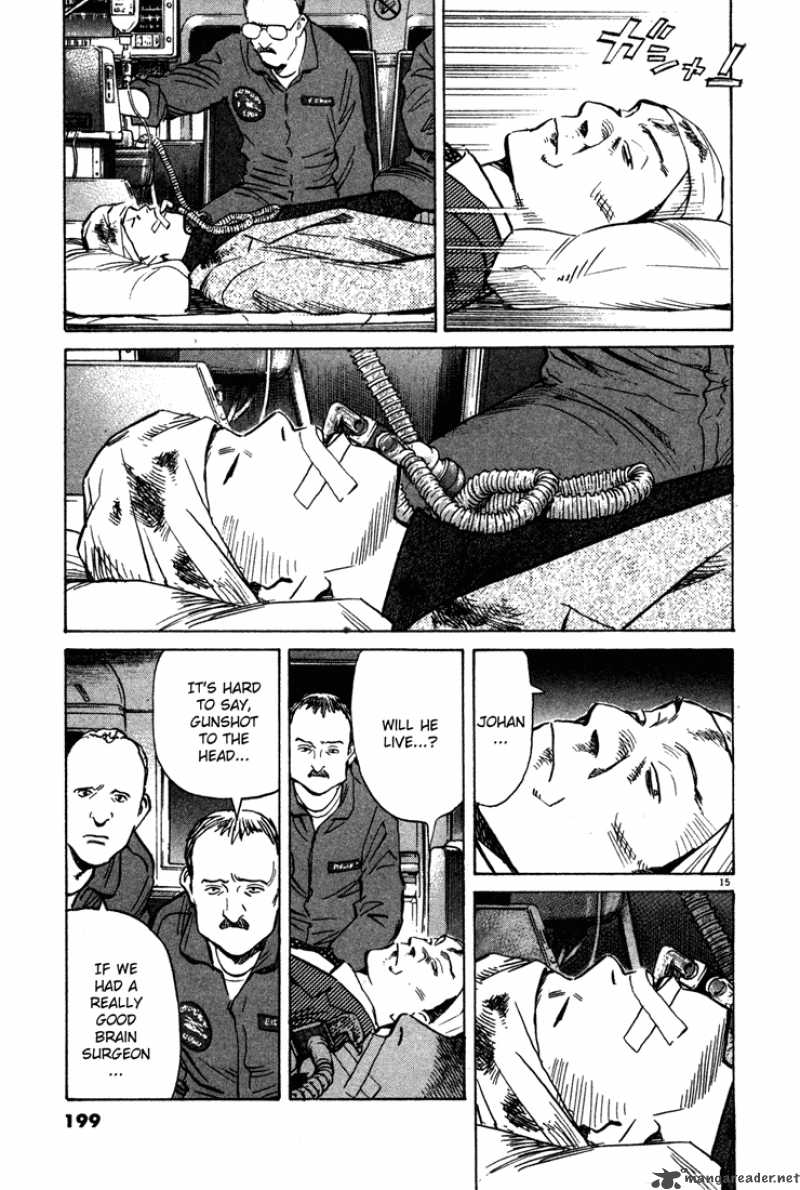 ガシャ！
JOHAN
...
WILL HE
LIVE...?
IT'S HARD
TO SAY,
GUNSHOT
TO THE
HEAD...
IF WE
HAD A
REALLY
GOOD
BRAIN
SURGEON
...
15
199
mangareader.net